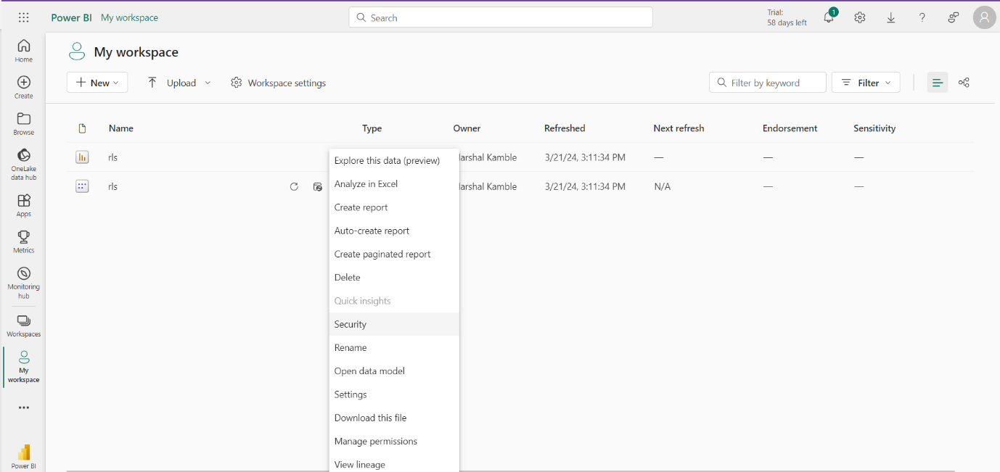 Power BI My workspace
Search
Trial:
58 days left
1
Home
Create
Browse
OneLake
data hub
Apps
Metrics
Monitoring
hub
Workspaces
My
workspace
Power BI
My workspace
New
Upload
Workspace settings
Filter by keyword
Filter
Name Type Owner Refreshed Next refresh Endorsement Sensitivity
rls Kamble 3/21/24, 3:11:34 PM — — —
rls Kamble 3/21/24, 3:11:34 PM N/A — —
Explore this data (preview)
Analyze in Excel
Create report
Auto-create report
Create paginated report
Delete
Quick insights
Security
Rename
Open data model
Settings
Download this file
Manage permissions
View lineage